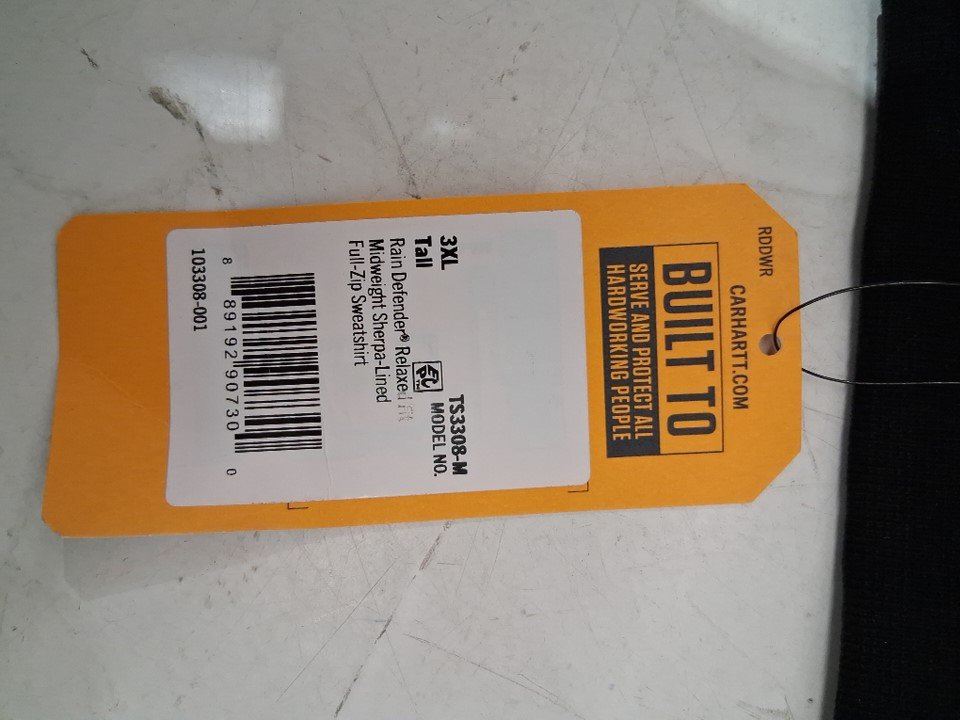 RDDWR
CARHARTT.COM
BUILT TO
SERVE AND PROTECT ALL
HARDWORKING PEOPLE
3XL
Tall
TS3308-M
MODEL NO.
Rain Defender® Relaxed Fit
Midweight Sherpa-Lined
Full-Zip Sweatshirt
8 89192 90730 0
103308-001